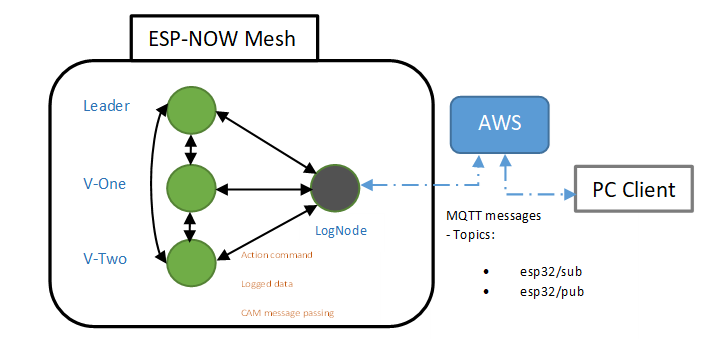 ESP-NOW Mesh
Leader
V-One
V-Two
LogNode
Action command
Logged data
CAM message passing
AWS
PC Client
MQTT messages
- Topics:
• esp32/sub
• esp32/pub